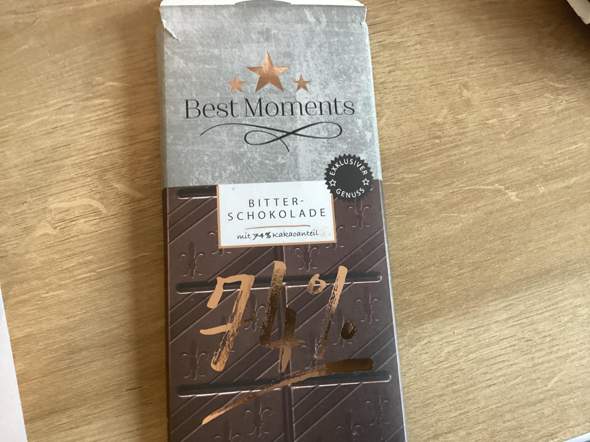 Best Moments
EXKLUSIVER
GENUSS
BITTER-
SCHOKOLADE
mit 74% Kakaoanteil
74%